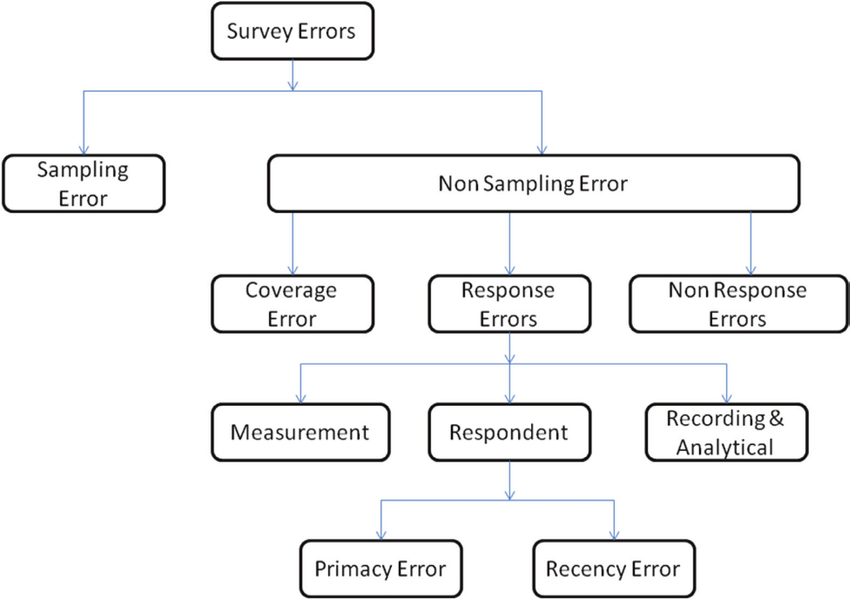 Survey Errors
Sampling
Error
Non Sampling Error
Coverage
Error
Response
Errors
Non Response
Errors
Measurement
Respondent
Recording &
Analytical
Primacy Error
Recency Error